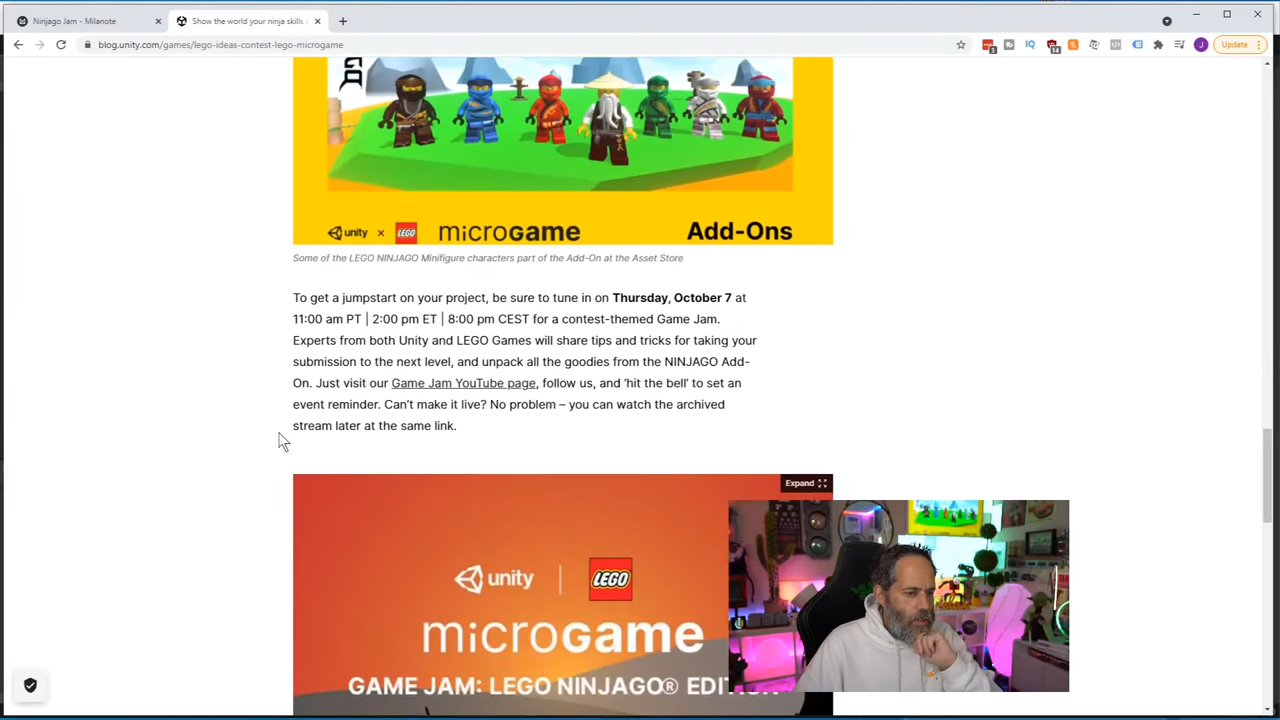 Ninjago Jam - Milanote
Show the world your ninja skills
blog.unity.com/games/lego-ideas-contest-lego-microgame
Update
unity × LEGO microgame Add-Ons
Some of the LEGO NINJAGO Minifigure characters part of the Add-On at the Asset Store
To get a jumpstart on your project, be sure to tune in on Thursday, October 7 at
11:00 am PT | 2:00 pm ET | 8:00 pm CEST for a contest-themed Game Jam.
Experts from both Unity and LEGO Games will share tips and tricks for taking your
submission to the next level, and unpack all the goodies from the NINJAGO Add-
On. Just visit our Game Jam YouTube page, follow us, and ‘hit the bell’ to set an
event reminder. Can’t make it live? No problem – you can watch the archived
stream later at the same link.
Expand
unity | LEGO
microgame
GAME JAM: LEGO NINJAGO® EDIT